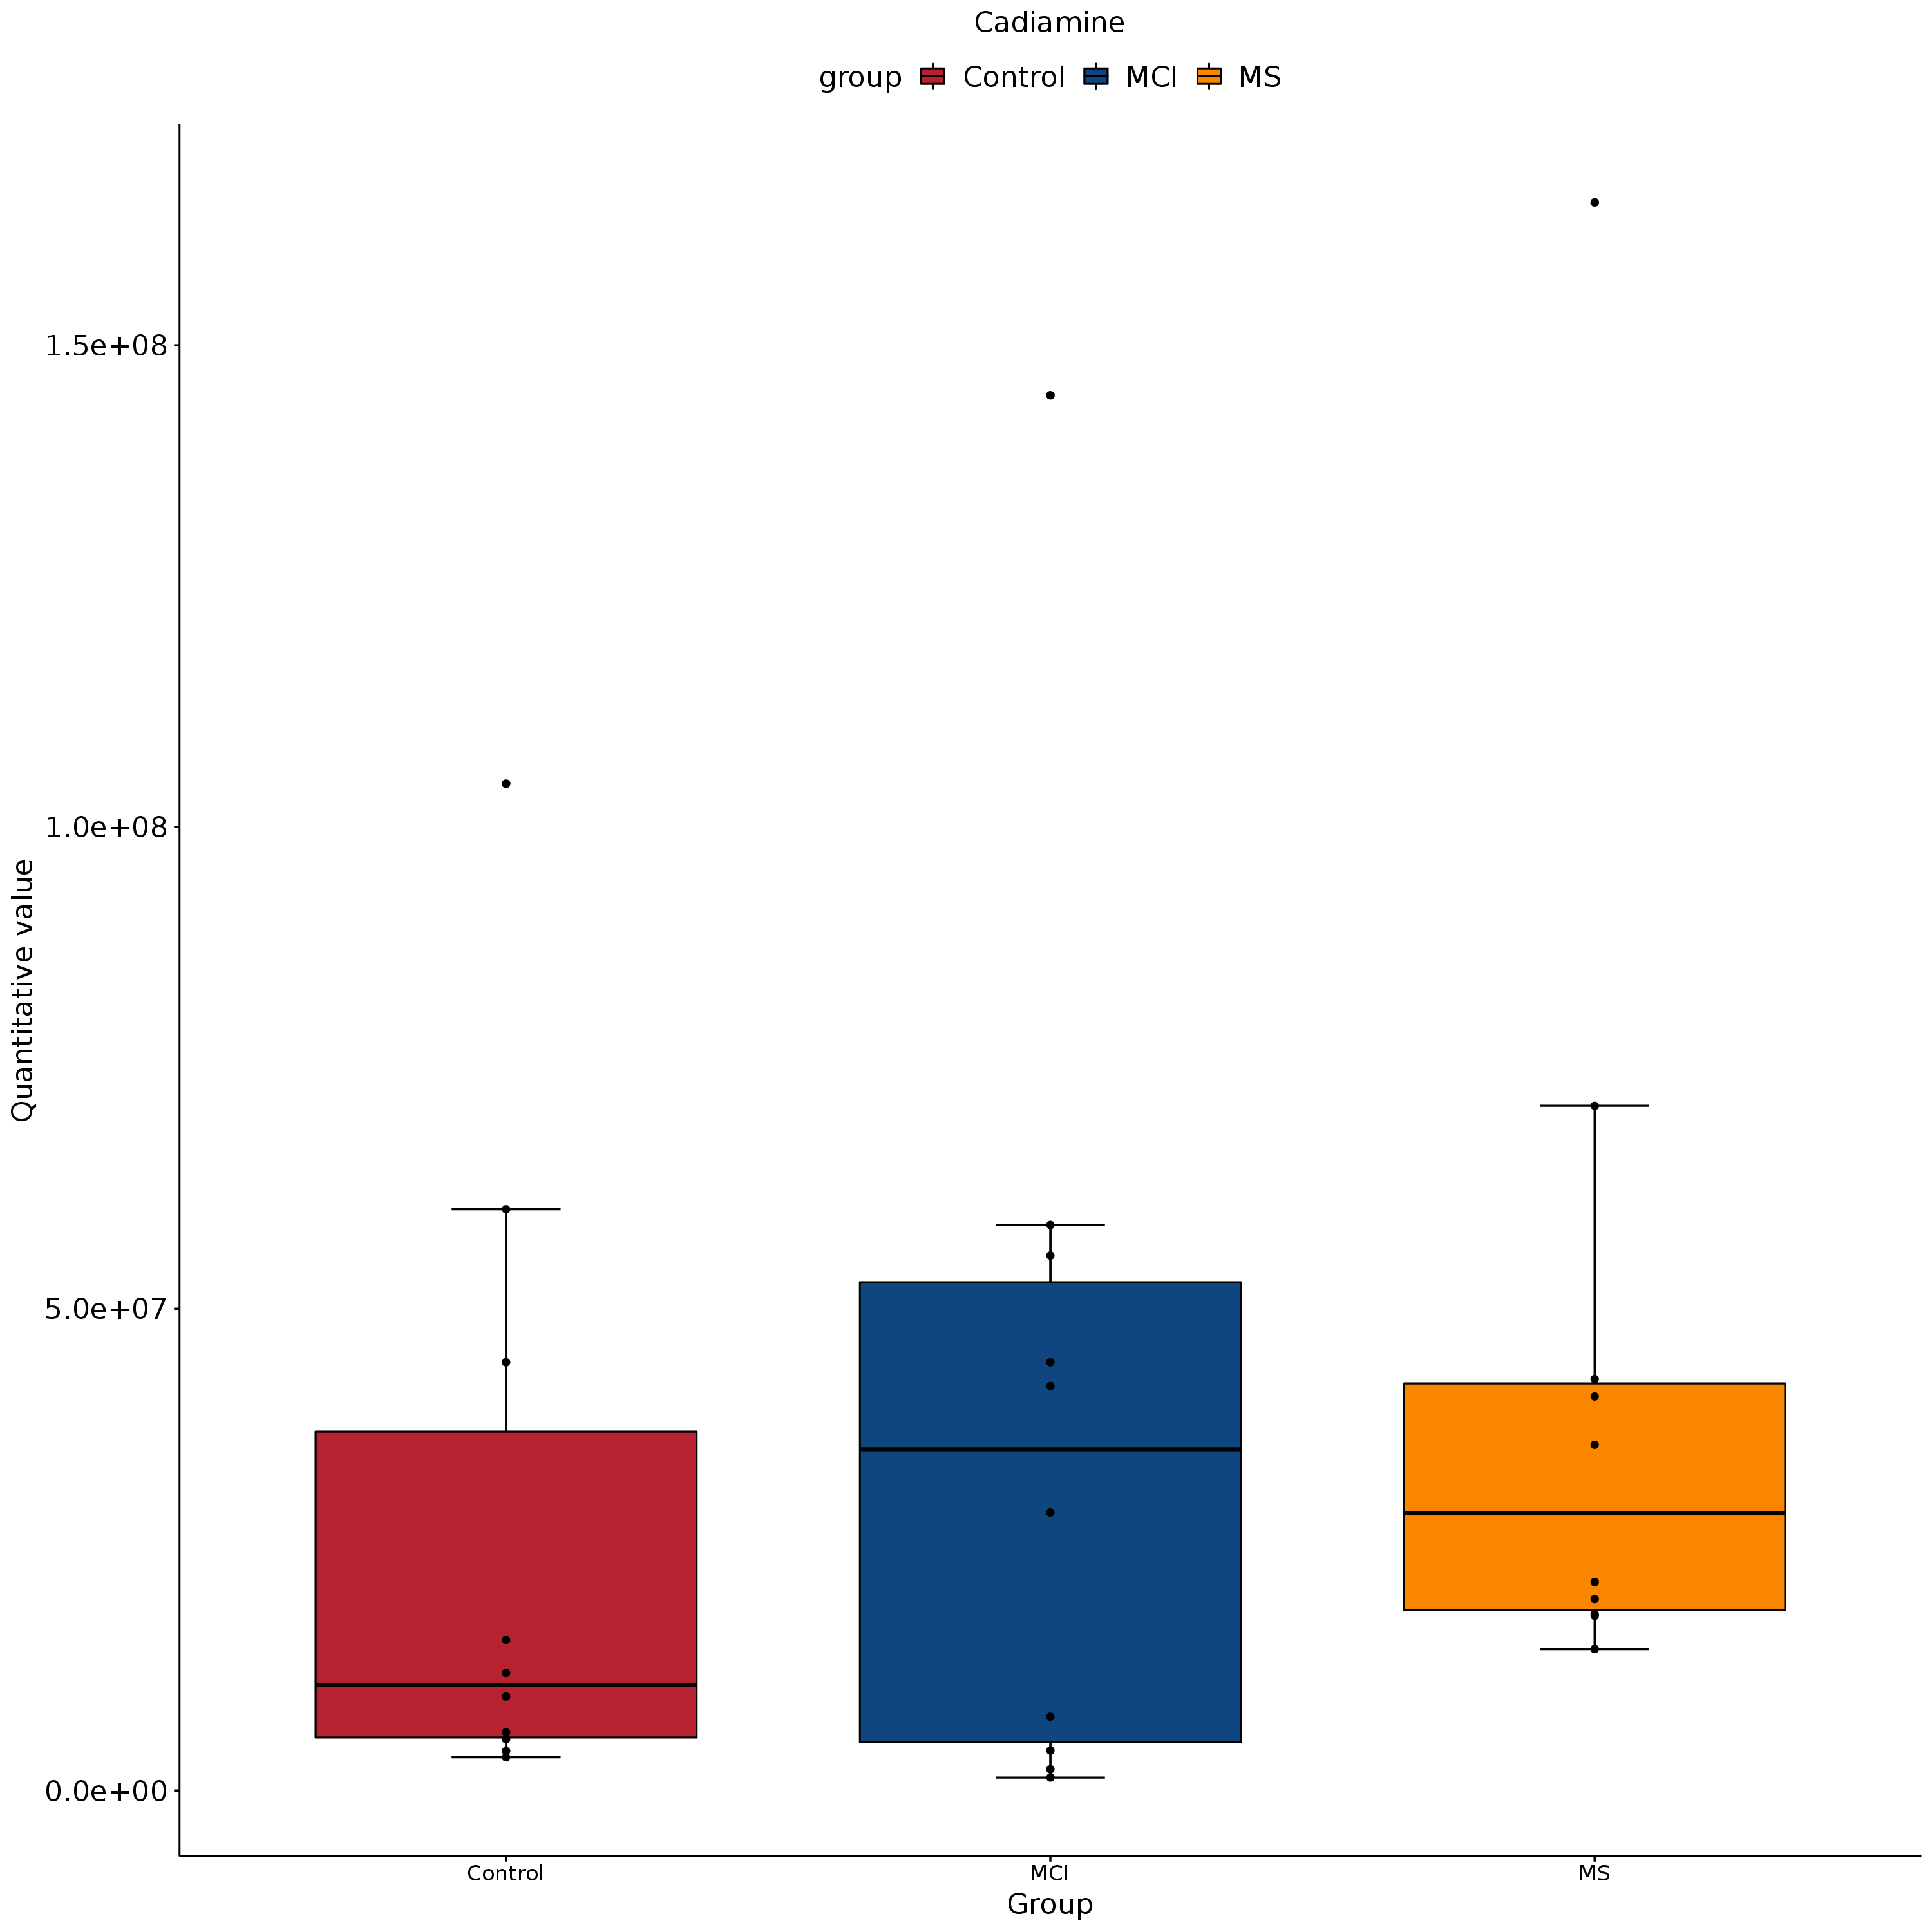 Cadiamine
group Control MCI MS
Quantitative value
1.5e+08
1.0e+08
5.0e+07
0.0e+00
Control MCI MS
Group